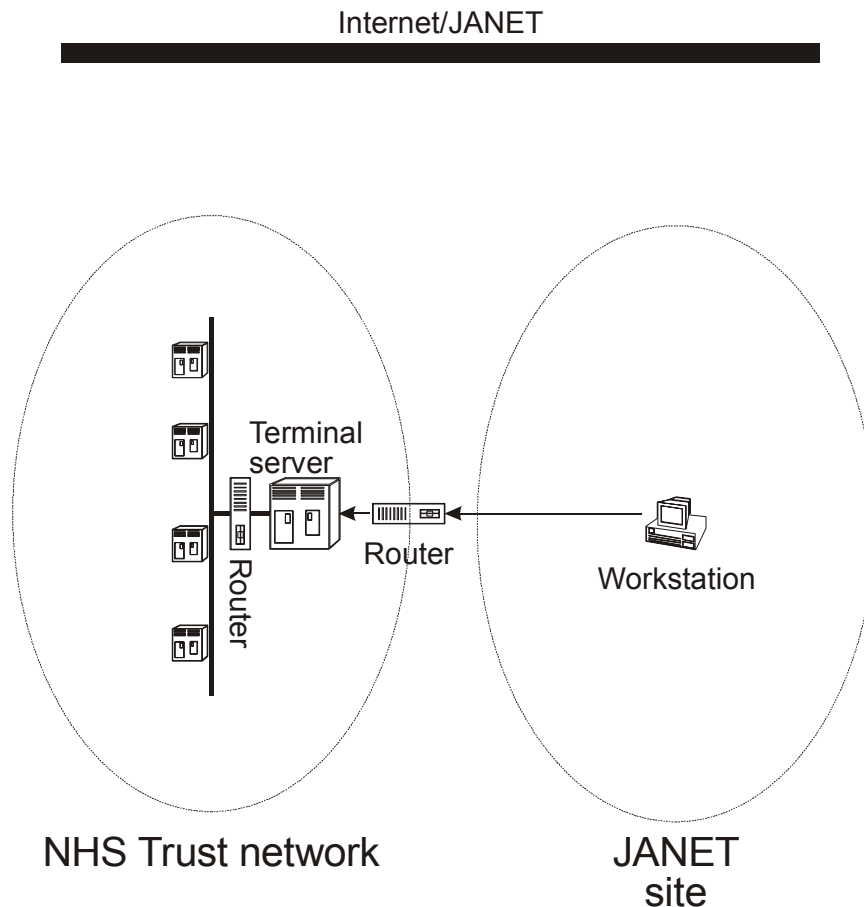 Internet/JANET
Terminal
server
Router
Router
Workstation
NHS Trust network
JANET
site